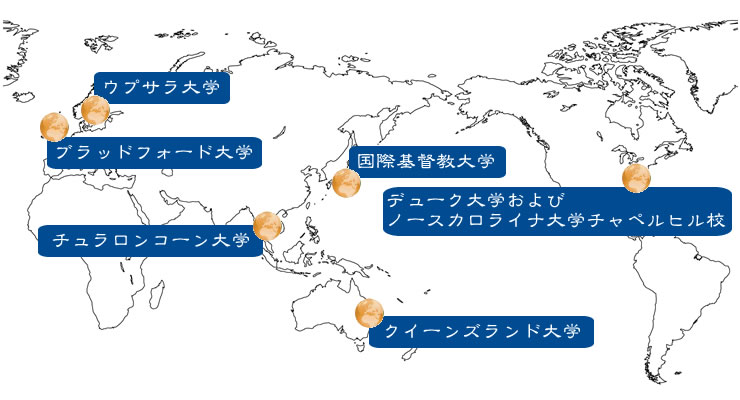 ウプサラ大学
ブラッドフォード大学
国際基督教大学
デューク大学および
ノースカロライナ大学チャペルヒル校
チュラロンコーン大学
クイーンズランド大学